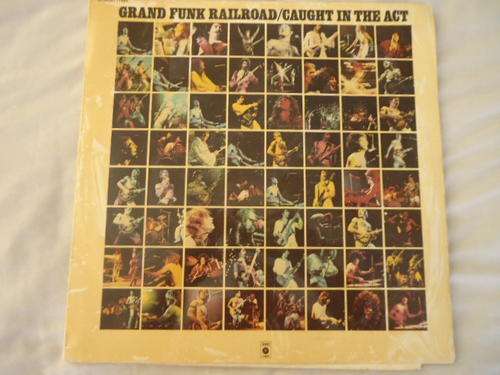 GRAND FUNK RAILROAD/CAUGHT IN THE ACT